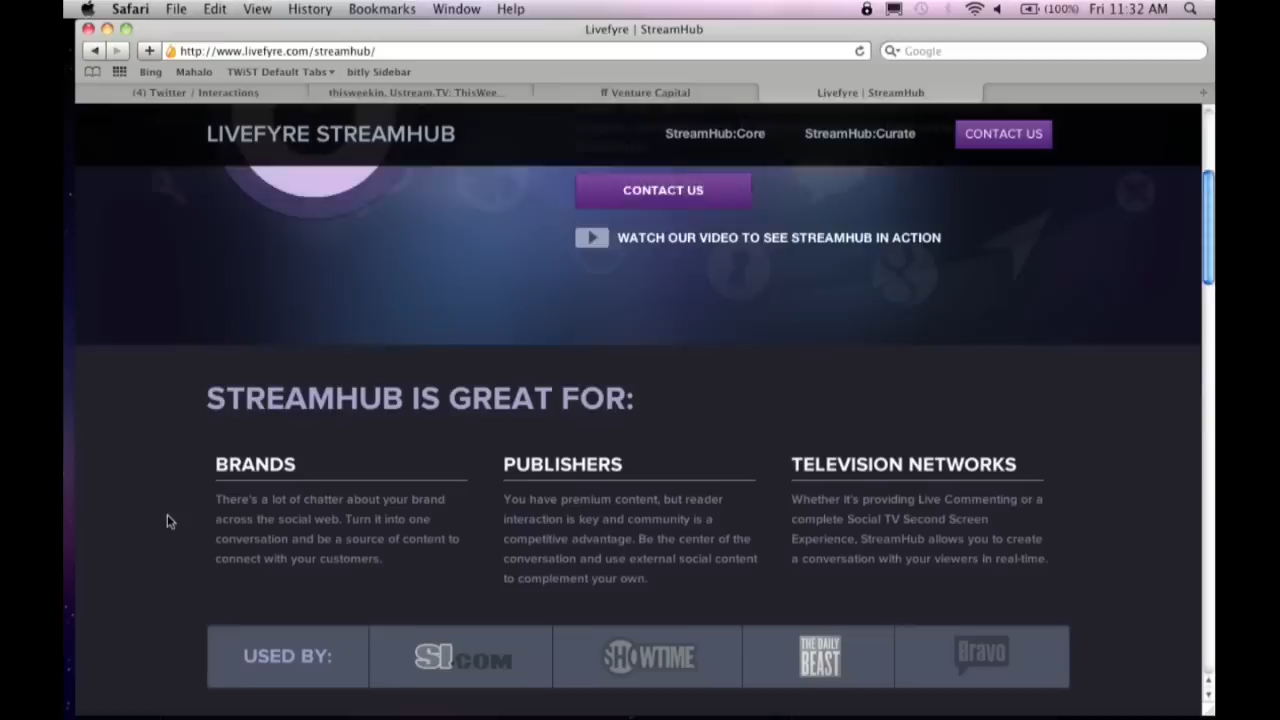 Safari File Edit View History Bookmarks Window Help (100%) Fri 11:32 AM
Livefyre | StreamHub
http://www.livefyre.com/streamhub/ Google
Bing Mahalo TWiST Default Tabs bitly Sidebar
(4) Twitter / Interactions thisweekin, Ustream.TV: ThisWee... ff Venture Capital Livefyre | StreamHub
LIVEFYRE STREAMHUB StreamHub:Core StreamHub:Curate CONTACT US
CONTACT US
WATCH OUR VIDEO TO SEE STREAMHUB IN ACTION
STREAMHUB IS GREAT FOR:
BRANDS
There's a lot of chatter about your brand
across the social web. Turn it into one
conversation and be a source of content to
connect with your customers.
PUBLISHERS
You have premium content, but reader
interaction is key and community is a
competitive advantage. Be the center of the
conversation and use external social content
to complement your own.
TELEVISION NETWORKS
Whether it's providing Live Commenting or a
complete Social TV Second Screen
Experience, StreamHub allows you to create
a conversation with your viewers in real-time.
USED BY: SI.COM SHOWTIME THE DAILY BEAST Bravo